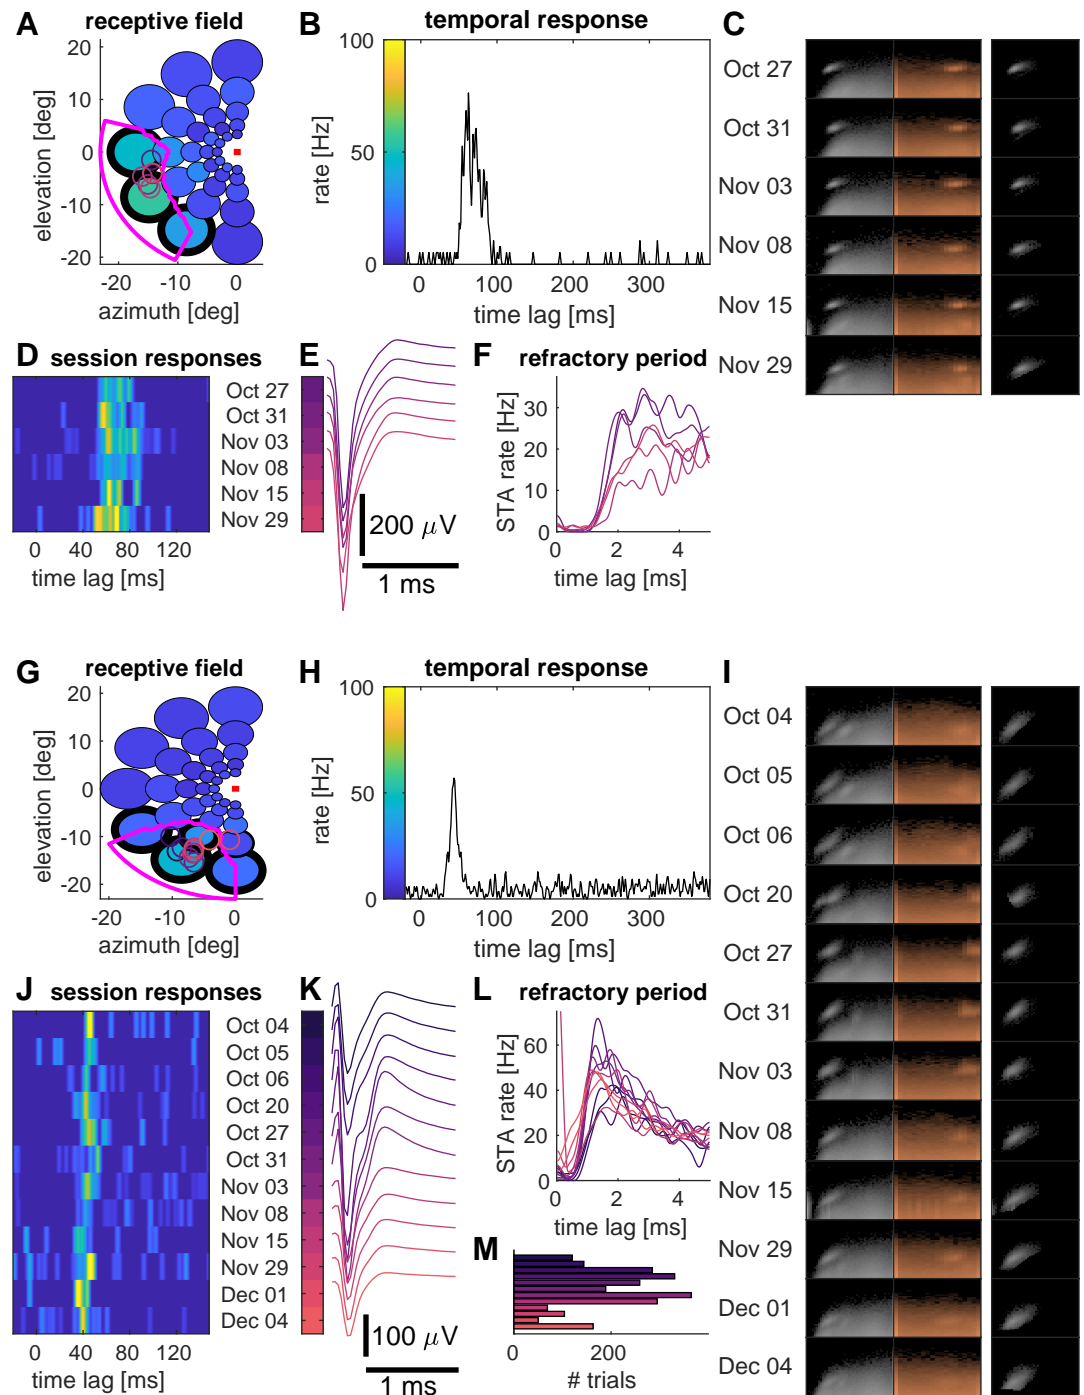 A receptive field
20
10
0
-10
-20
elevation [deg]
-20 -10 0
azimuth [deg]
B temporal response
100
50
0
rate [Hz]
0 100 200 300
time lag [ms]
C
Oct 27
Oct 31
Nov 03
Nov 08
Nov 15
Nov 29
D session responses
Oct 27
Oct 31
Nov 03
Nov 08
Nov 15
Nov 29
0 40 80 120
time lag [ms]
E
200 μV
1 ms
F refractory period
30
20
10
0
STA rate [Hz]
0 2 4
time lag [ms]
G receptive field
20
10
0
-10
-20
elevation [deg]
-20 -10 0
azimuth [deg]
H temporal response
100
50
0
rate [Hz]
0 100 200 300
time lag [ms]
I
Oct 04
Oct 05
Oct 06
Oct 20
Oct 27
Oct 31
Nov 03
Nov 08
Nov 15
Nov 29
Dec 01
Dec 04
J session responses
Oct 04
Oct 05
Oct 06
Oct 20
Oct 27
Oct 31
Nov 03
Nov 08
Nov 15
Nov 29
Dec 01
Dec 04
0 40 80 120
time lag [ms]
K
100 μV
1 ms
L refractory period
60
40
20
0
STA rate [Hz]
0 2 4
time lag [ms]
M
0 200
# trials